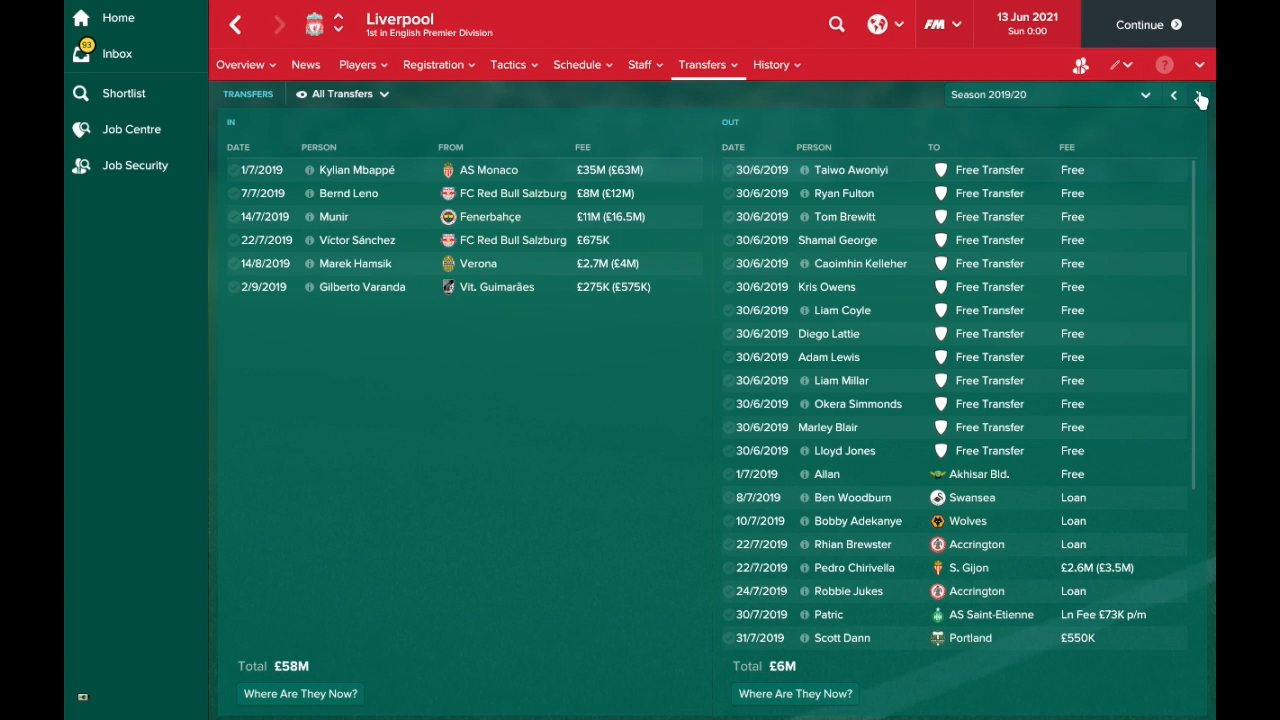 Home
93
Inbox
Shortlist
Job Centre
Job Security
Liverpool
1st in English Premier Division
FM
13 Jun 2021
Sun 0:00
Continue
Overview News Players Registration Tactics Schedule Staff Transfers History
?
TRANSFERS All Transfers
Season 2019/20
IN
DATE PERSON FROM FEE
1/7/2019 Kylian Mbappé AS Monaco £35M (£63M)
7/7/2019 Bernd Leno FC Red Bull Salzburg £8M (£12M)
14/7/2019 Munir Fenerbahçe £11M (£16.5M)
22/7/2019 Víctor Sánchez FC Red Bull Salzburg £675K
14/8/2019 Marek Hamsik Verona £2.7M (£4M)
2/9/2019 Gilberto Varanda Vit. Guimarães £275K (£575K)
Total £58M
Where Are They Now?
OUT
DATE PERSON TO FEE
30/6/2019 Taiwo Awoniyi Free Transfer Free
30/6/2019 Ryan Fulton Free Transfer Free
30/6/2019 Tom Brewitt Free Transfer Free
30/6/2019 Shamal George Free Transfer Free
30/6/2019 Caoimhin Kelleher Free Transfer Free
30/6/2019 Kris Owens Free Transfer Free
30/6/2019 Liam Coyle Free Transfer Free
30/6/2019 Diego Lattie Free Transfer Free
30/6/2019 Adam Lewis Free Transfer Free
30/6/2019 Liam Millar Free Transfer Free
30/6/2019 Okera Simmonds Free Transfer Free
30/6/2019 Marley Blair Free Transfer Free
30/6/2019 Lloyd Jones Free Transfer Free
1/7/2019 Allan Akhisar Bld. Free
8/7/2019 Ben Woodburn Swansea Loan
10/7/2019 Bobby Adekanye Wolves Loan
22/7/2019 Rhian Brewster Accrington Loan
22/7/2019 Pedro Chirivella S. Gijon £2.6M (£3.5M)
24/7/2019 Robbie Jukes Accrington Loan
30/7/2019 Patric AS Saint-Etienne Ln Fee £73K p/m
31/7/2019 Scott Dann Portland £550K
Total £6M
Where Are They Now?